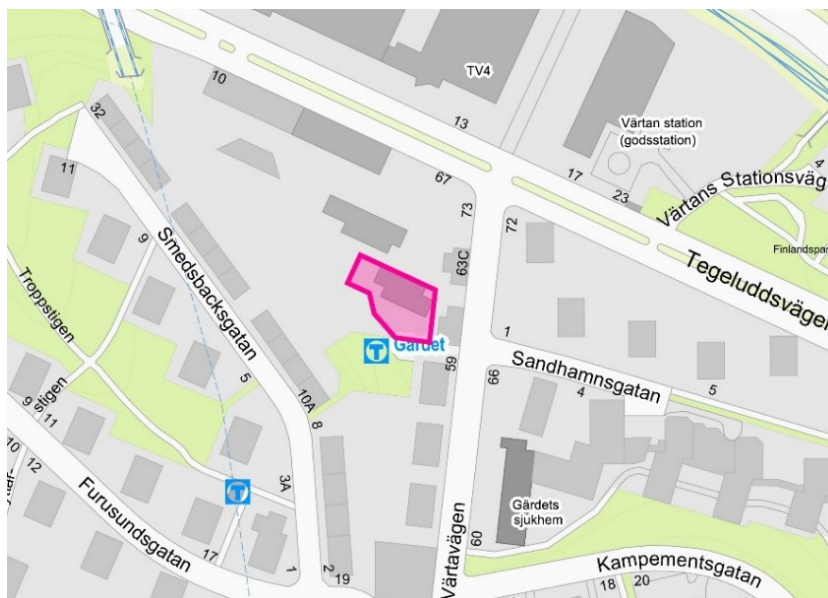 10
TV4
13
Värtan station
(godsstation)
32
11
67
17
23
4
Värtans Stationsväg
73
72
Finlandspar
9
63C
Smedsbacksgatan
Troppstigen
Tegeluddsvägen
Gärdet
59
1
Sandhamnsgatan
5
stigen
5
66
4
10A
8
9
11
10
12
3A
Furusundsgatan
Gärdets
sjukhem
60
Värtavägen
17
Kampementsgatan
1
2
19
18
20